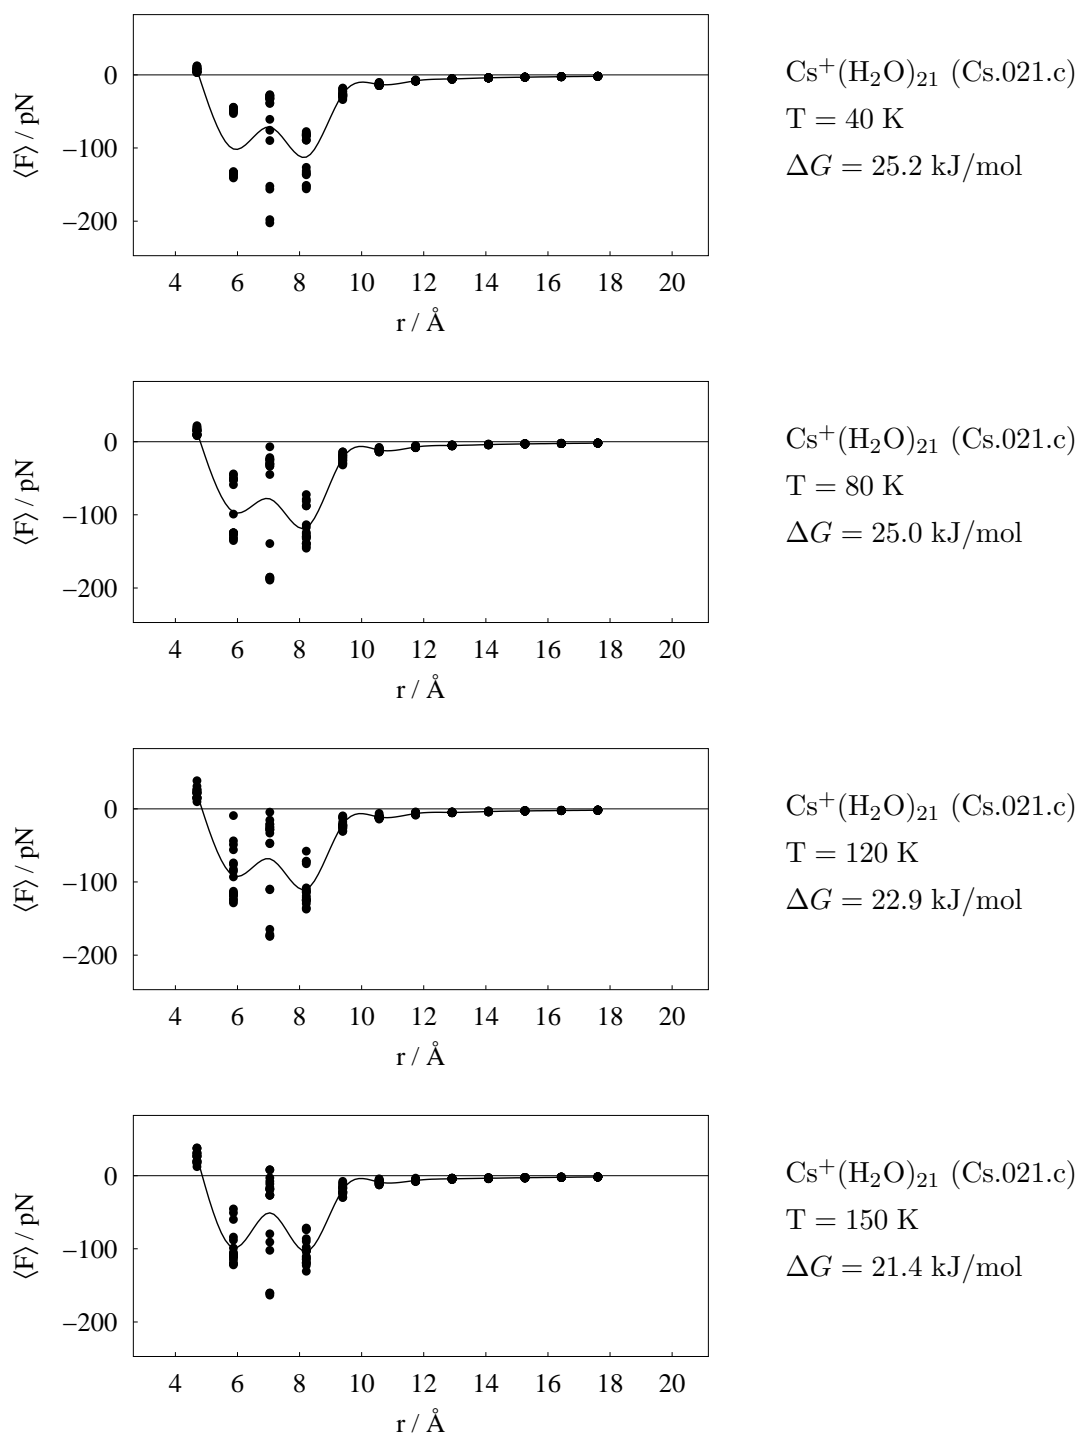 0
−100
−200
⟨F⟩ / pN
4 6 8 10 12 14 16 18 20
r / Å
Cs⁺(H₂O)₂₁ (Cs.021.c)
T = 40 K
ΔG = 25.2 kJ/mol
0
−100
−200
⟨F⟩ / pN
4 6 8 10 12 14 16 18 20
r / Å
Cs⁺(H₂O)₂₁ (Cs.021.c)
T = 80 K
ΔG = 25.0 kJ/mol
0
−100
−200
⟨F⟩ / pN
4 6 8 10 12 14 16 18 20
r / Å
Cs⁺(H₂O)₂₁ (Cs.021.c)
T = 120 K
ΔG = 22.9 kJ/mol
0
−100
−200
⟨F⟩ / pN
4 6 8 10 12 14 16 18 20
r / Å
Cs⁺(H₂O)₂₁ (Cs.021.c)
T = 150 K
ΔG = 21.4 kJ/mol